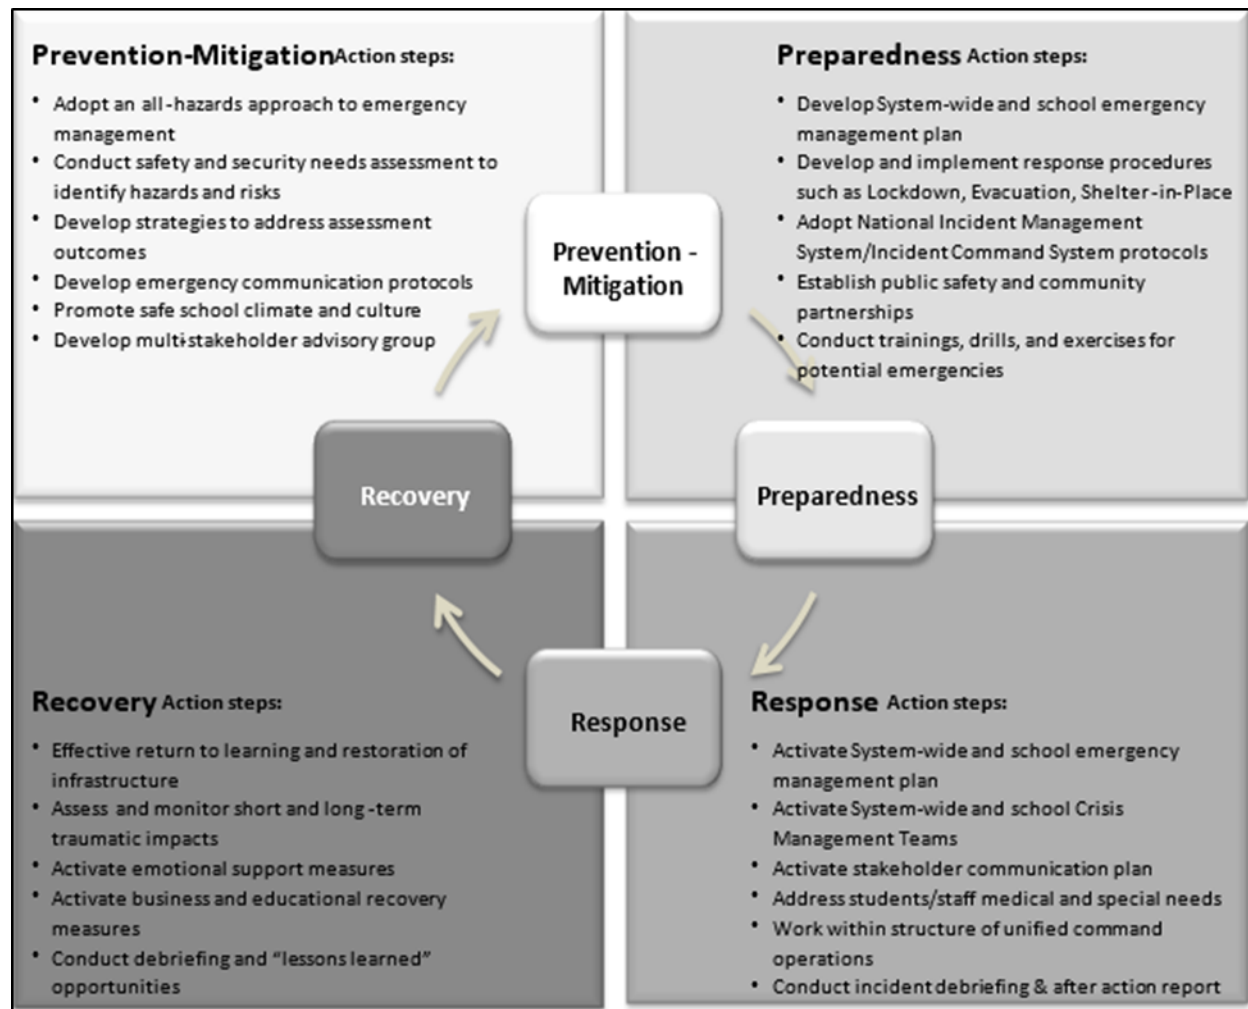 Prevention-Mitigation Action steps:
• Adopt an all-hazards approach to emergency
management
• Conduct safety and security needs assessment to
identify hazards and risks
• Develop strategies to address assessment
outcomes
• Develop emergency communication protocols
• Promote safe school climate and culture
• Develop multi-stakeholder advisory group
Preparedness Action steps:
• Develop System-wide and school emergency
management plan
• Develop and implement response procedures
such as Lockdown, Evacuation, Shelter-in-Place
• Adopt National Incident Management
System/Incident Command System protocols
• Establish public safety and community
partnerships
• Conduct trainings, drills, and exercises for
potential emergencies
Prevention -
Mitigation
Recovery
Preparedness
Response
Recovery Action steps:
• Effective return to learning and restoration of
infrastructure
• Assess and monitor short and long-term
traumatic impacts
• Activate emotional support measures
• Activate business and educational recovery
measures
• Conduct debriefing and “lessons learned”
opportunities
Response Action steps:
• Activate System-wide and school emergency
management plan
• Activate System-wide and school Crisis
Management Teams
• Activate stakeholder communication plan
• Address students/staff medical and special needs
• Work within structure of unified command
operations
• Conduct incident debriefing & after action report